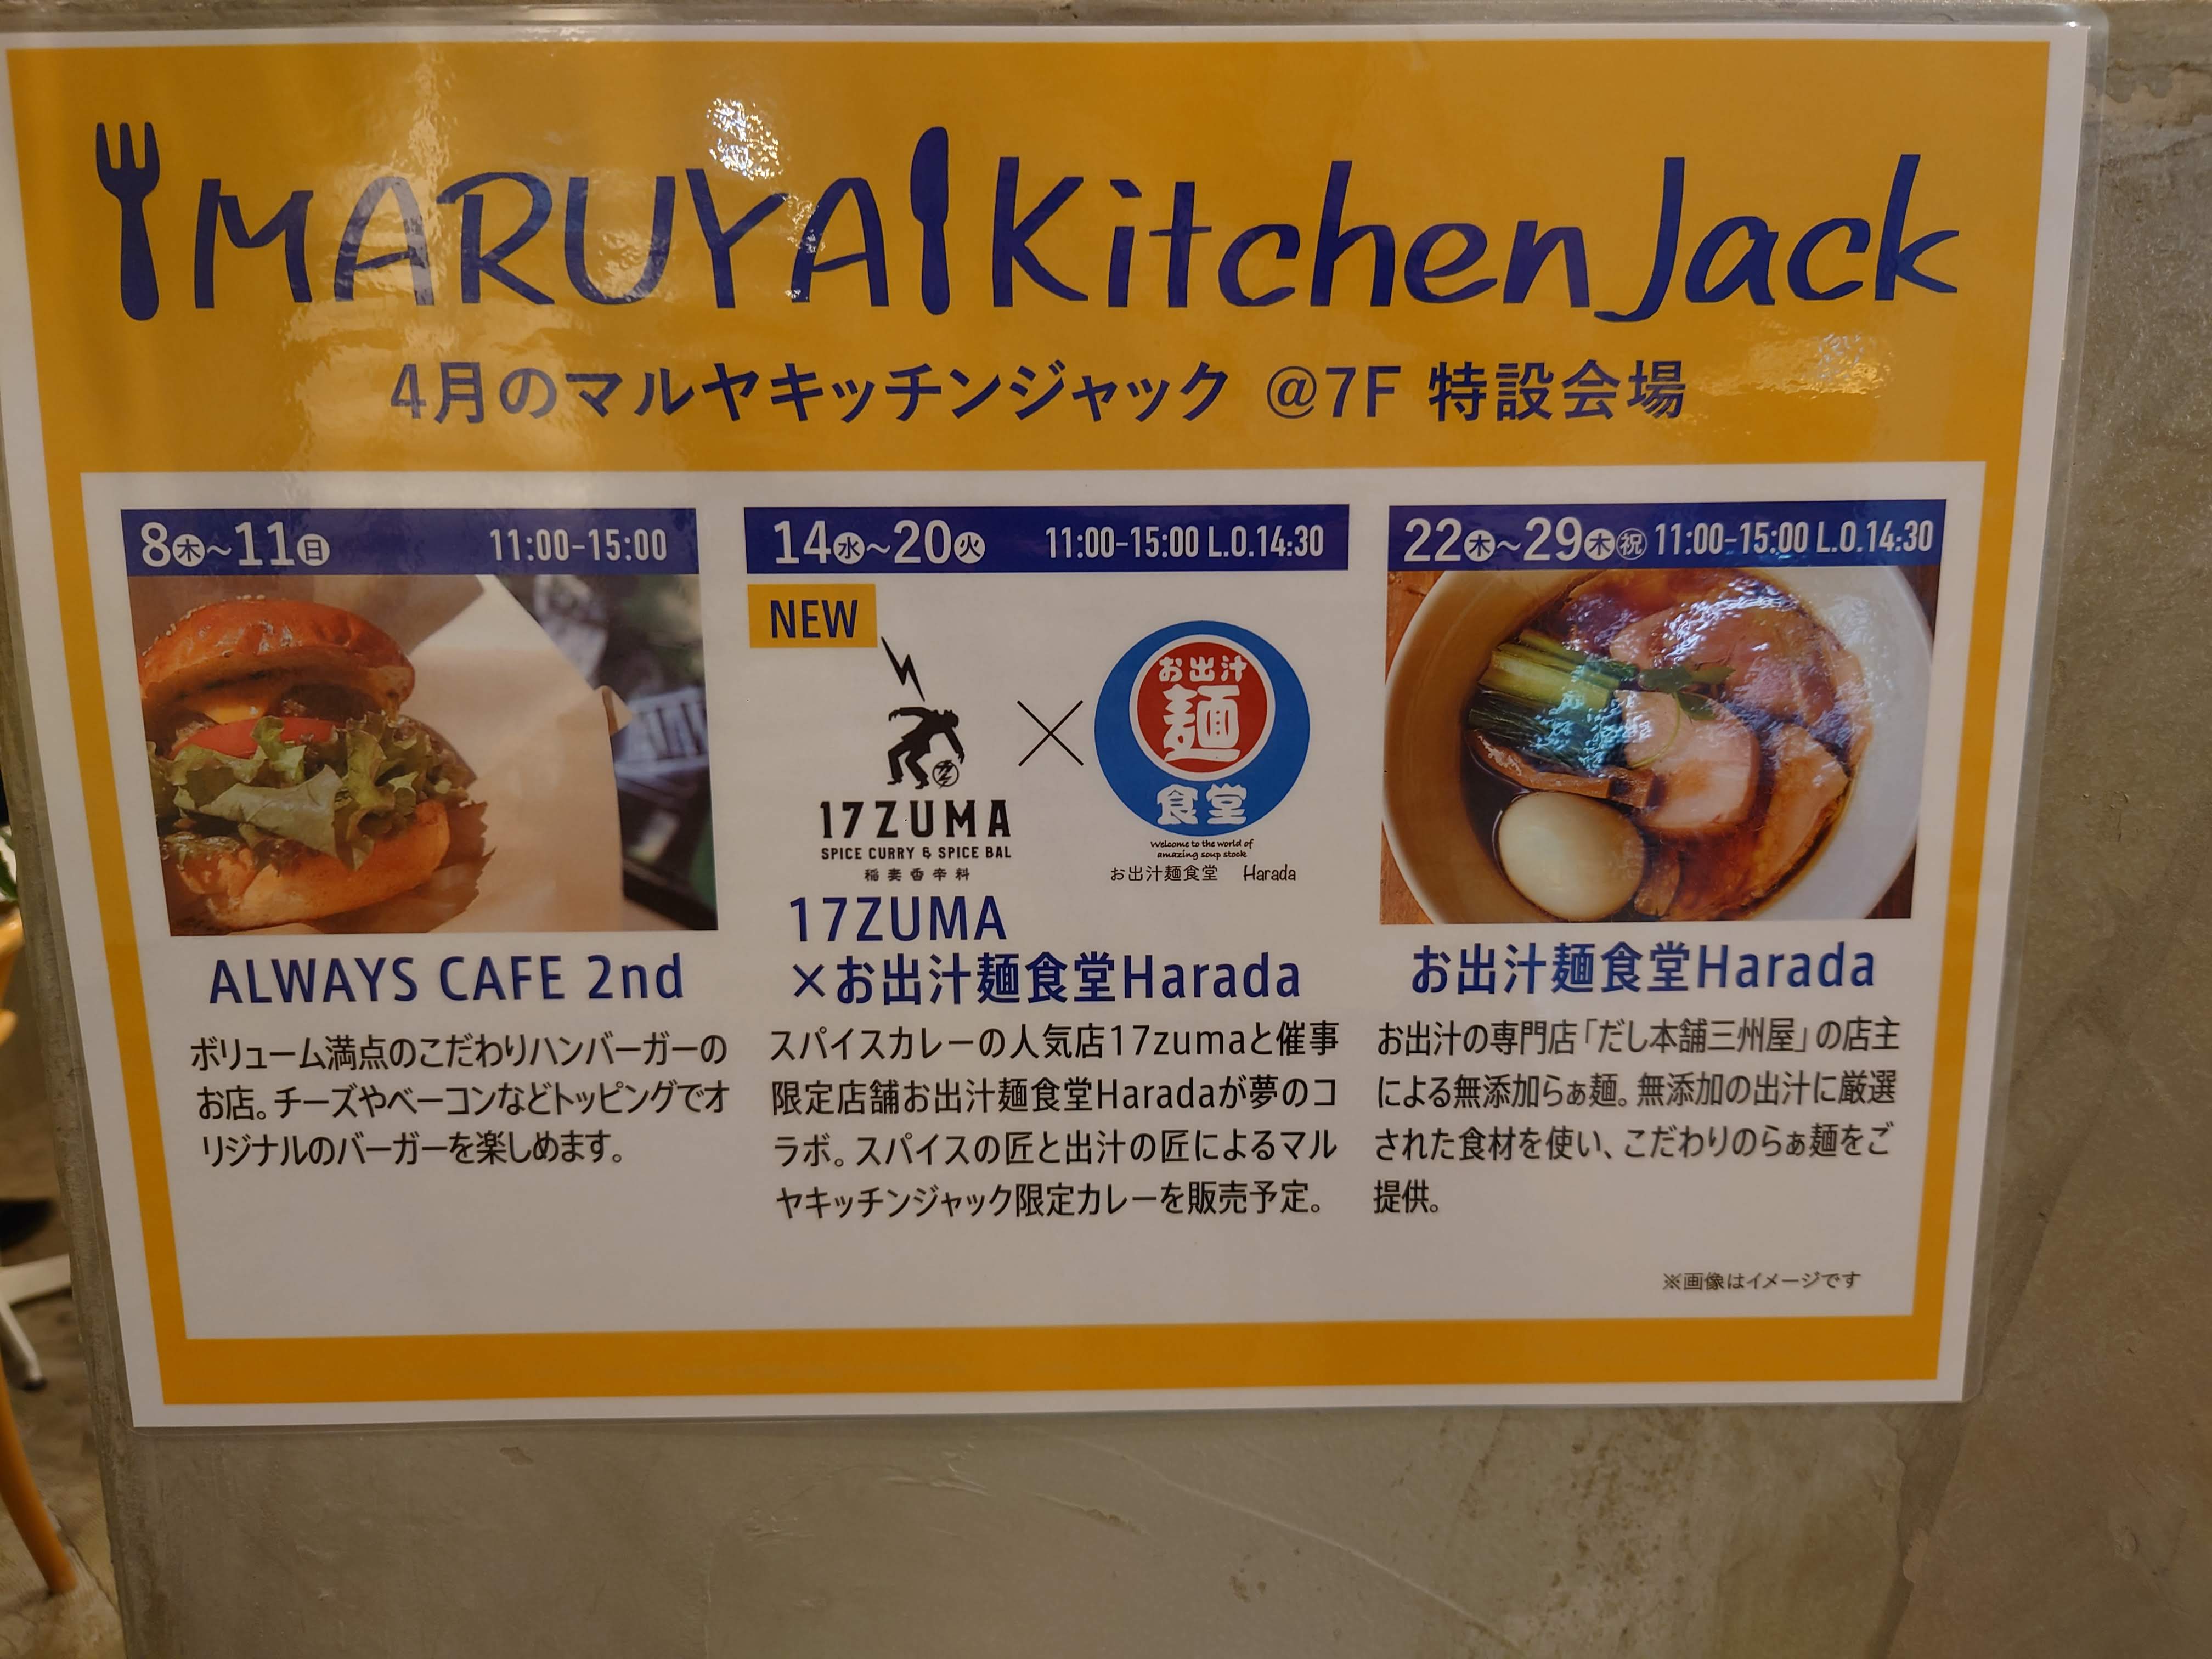 MARUYA Kitchen Jack
4月のマルヤキッチンジャック @7F 特設会場
8木~11日 11:00-15:00
ALWAYS CAFE 2nd
ボリューム満点のこだわりハンバーガーの
お店。チーズやベーコンなどトッピングでオ
リジナルのバーガーを楽しめます。
14水~20火 11:00-15:00 L.O.14:30
NEW
17ZUMA
SPICE CURRY & SPICE BAL
稲妻香辛料
×
お出汁
麺
食堂
Welcome to the world of
amazing soup stock
お出汁麺食堂 Harada
17ZUMA
×お出汁麺食堂Harada
スパイスカレーの人気店17zumaと催事
限定店舗お出汁麺食堂Haradaが夢のコ
ラボ。スパイスの匠と出汁の匠によるマル
ヤキッチンジャック限定カレーを販売予定。
22木~29木祝 11:00-15:00 L.O.14:30
お出汁麺食堂Harada
お出汁の専門店「だし本舗三州屋」の店主
による無添加らぁ麺。無添加の出汁に厳選
された食材を使い、こだわりのらぁ麺をご
提供。
※画像はイメージです